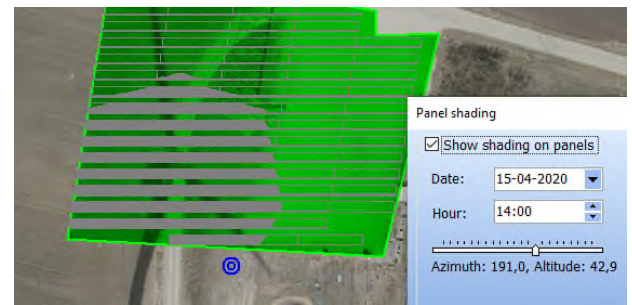 Panel shading
Show shading on panels
Date: 15-04-2020
Hour: 14:00
Azimuth: 191,0, Altitude: 42,9